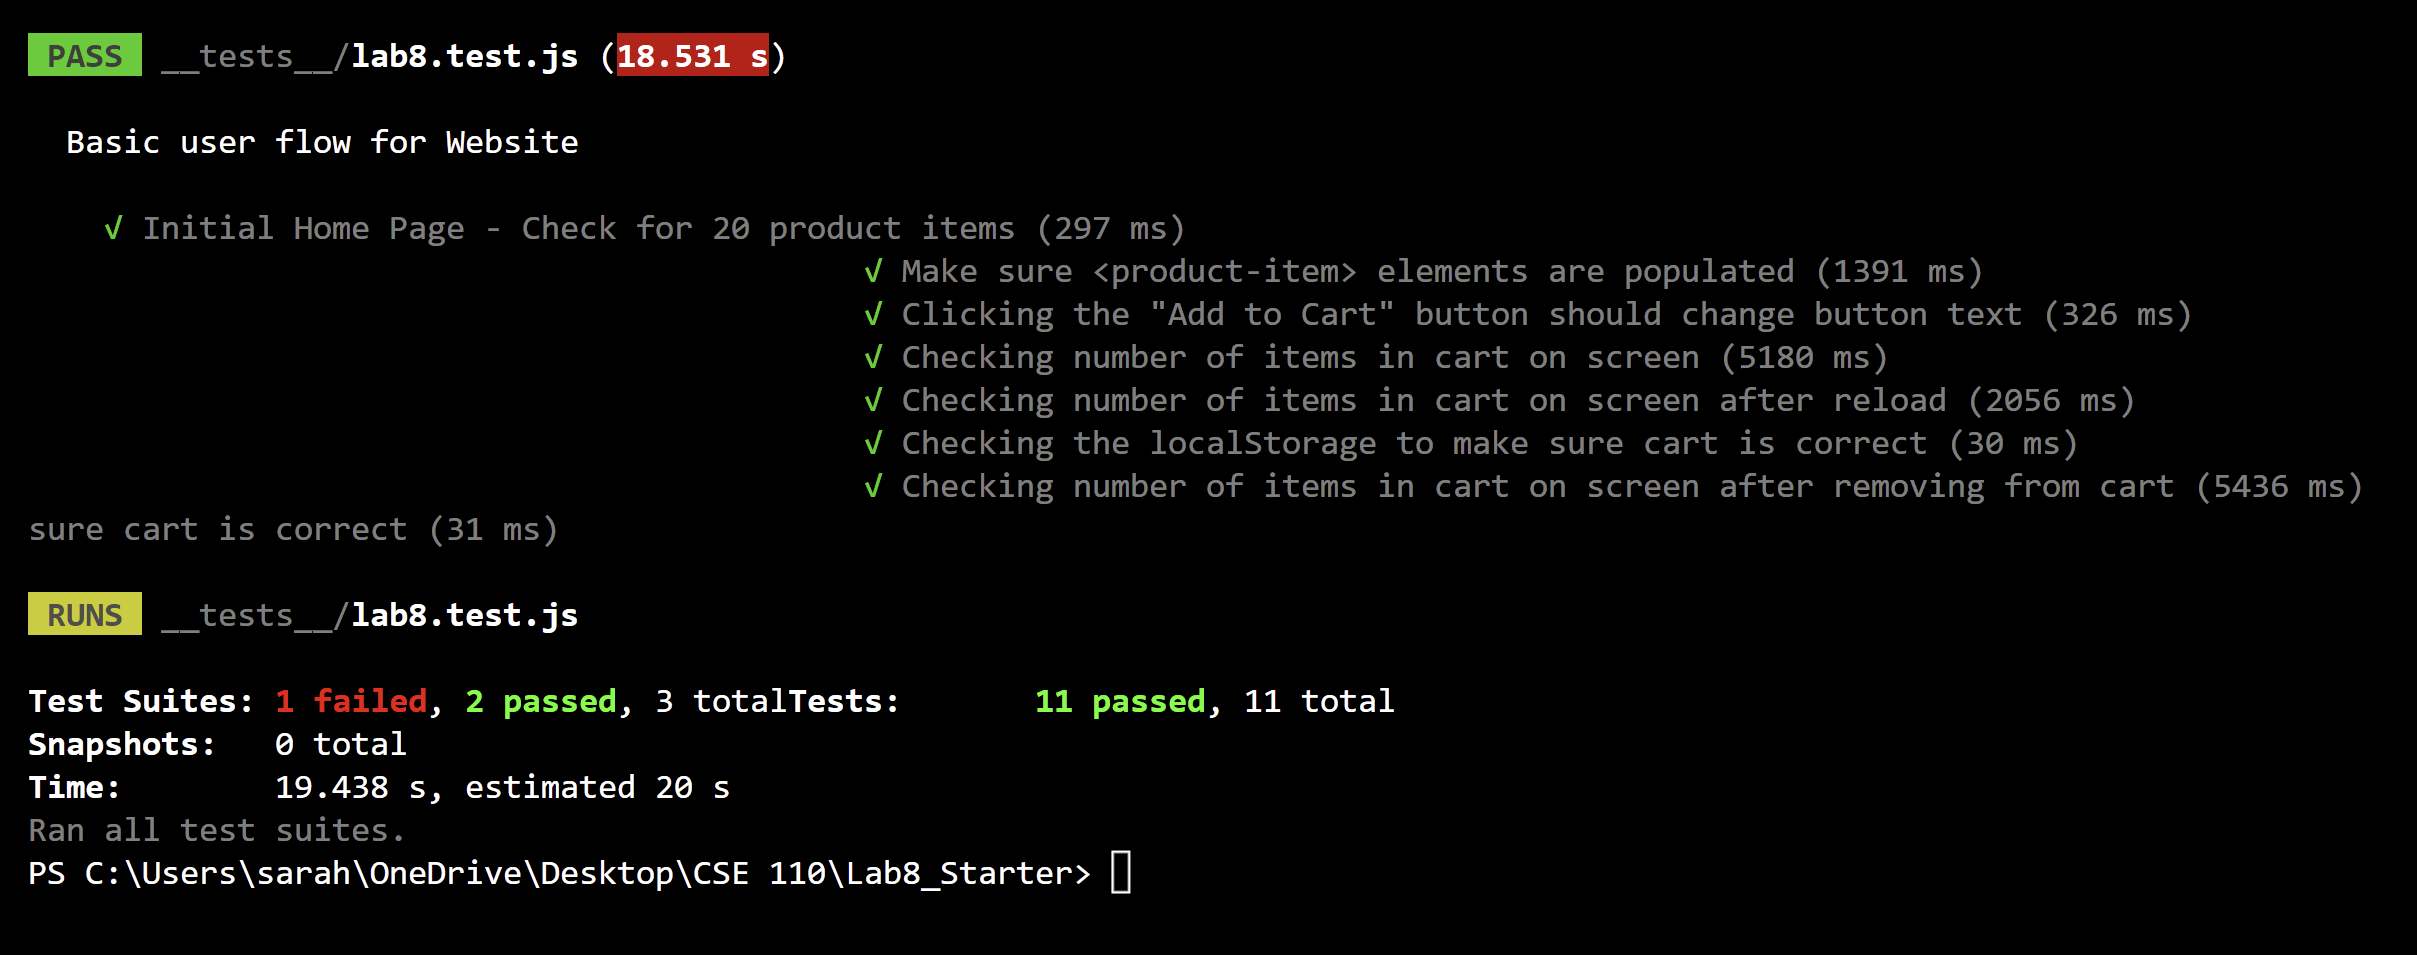 PASS __tests__/lab8.test.js (18.531 s)
Basic user flow for Website
√ Initial Home Page - Check for 20 product items (297 ms)
√ Make sure <product-item> elements are populated (1391 ms)
√ Clicking the "Add to Cart" button should change button text (326 ms)
√ Checking number of items in cart on screen (5180 ms)
√ Checking number of items in cart on screen after reload (2056 ms)
√ Checking the localStorage to make sure cart is correct (30 ms)
√ Checking number of items in cart on screen after removing from cart (5436 ms)
sure cart is correct (31 ms)
RUNS __tests__/lab8.test.js
Test Suites: 1 failed, 2 passed, 3 totalTests:       11 passed, 11 total
Snapshots:   0 total
Time:        19.438 s, estimated 20 s
Ran all test suites.
PS C:\Users\sarah\OneDrive\Desktop\CSE 110\Lab8_Starter>